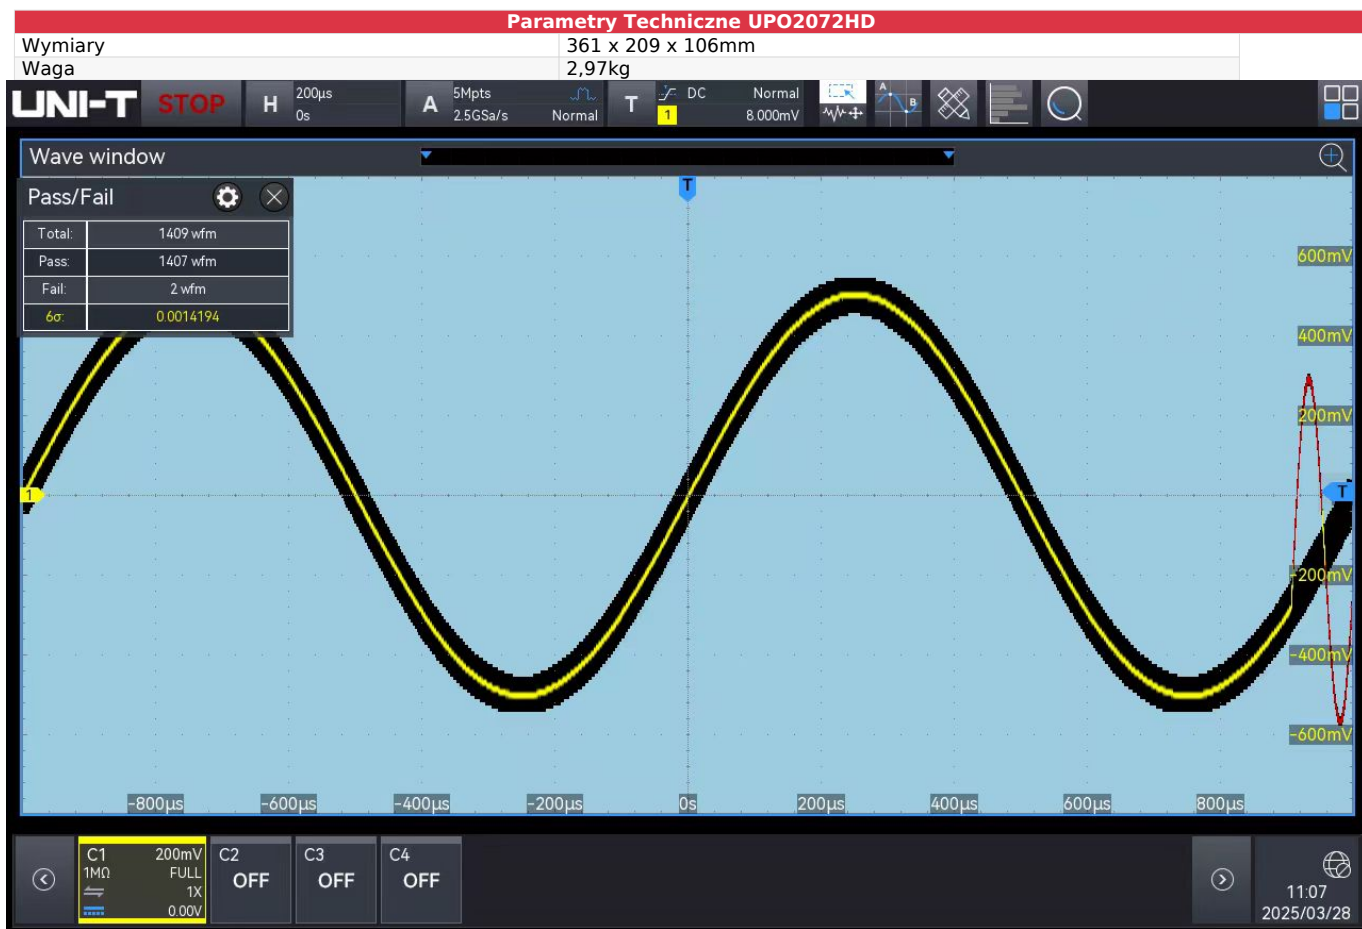 Parametry Techniczne UPO2072HD
Wymiary 361 x 209 x 106mm
Waga 2,97kg
UNI-T STOP H 200µs 0s A 5Mpts 2.5GSa/s Normal T 1 DC Normal 8.000mV A B
Wave window
T
Pass/Fail
Total: 1409 wfm
Pass: 1407 wfm
Fail: 2 wfm
6σ: 0.0014194
600mV
400mV
200mV
1 T
-200mV
-400mV
-600mV
-800µs -600µs -400µs -200µs 0s 200µs 400µs 600µs 800µs
C1 200mV C2 C3 C4
1MΩ FULL OFF OFF OFF
1X
0.00V
11:07
2025/03/28